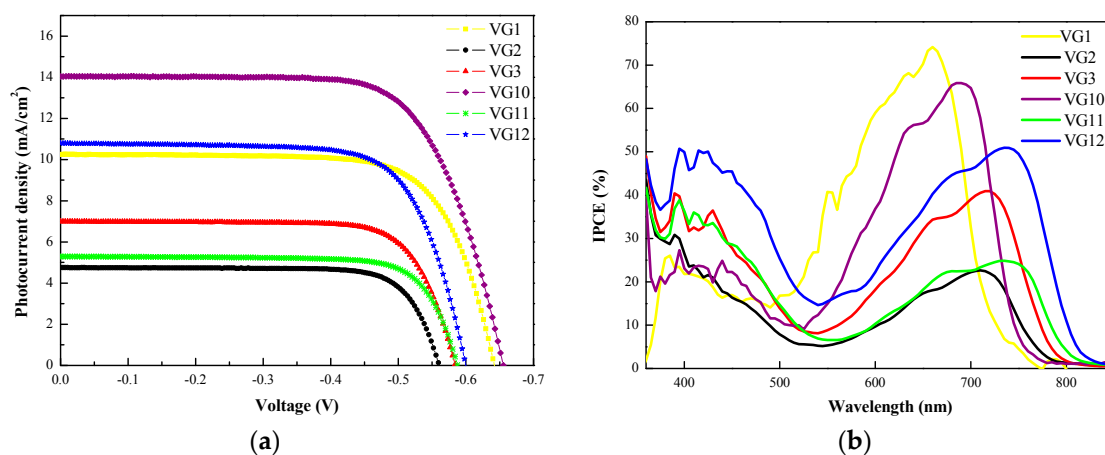 16
14
12
10
8
6
4
2
0
0.0 -0.1 -0.2 -0.3 -0.4 -0.5 -0.6 -0.7
Photocurrent density (mA/cm²)
Voltage (V)
VG1
VG2
VG3
VG10
VG11
VG12
(a)
80
70
60
50
40
30
20
10
0
400 500 600 700 800
IPCE (%)
Wavelength (nm)
VG1
VG2
VG3
VG10
VG11
VG12
(b)